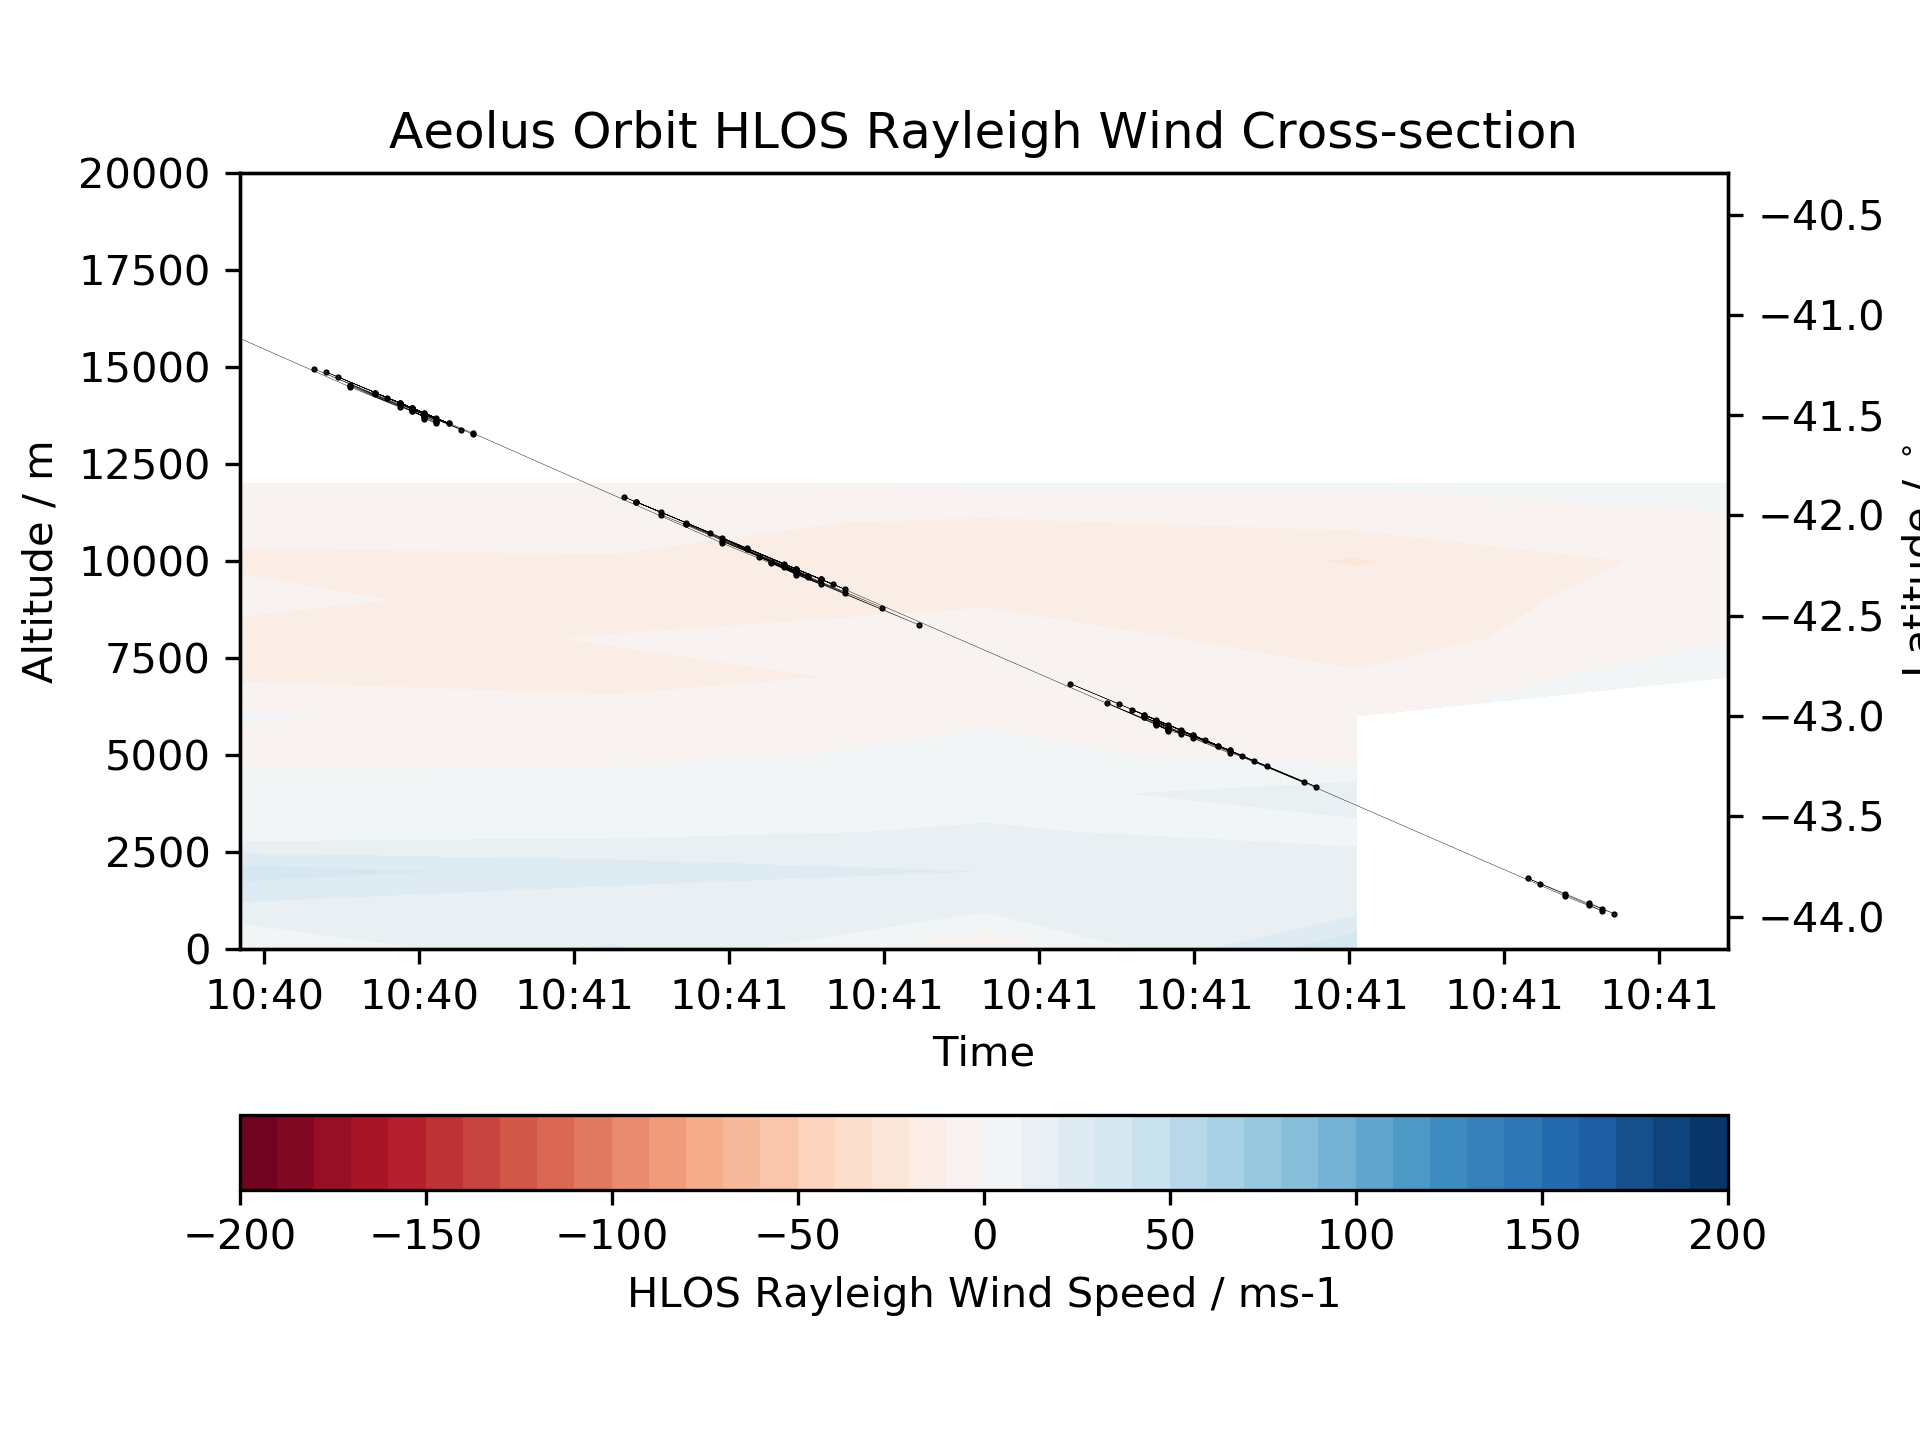 Aeolus Orbit HLOS Rayleigh Wind Cross-section
20000
17500
15000
12500
10000
7500
5000
2500
0
Altitude / m
−40.5
−41.0
−41.5
−42.0
−42.5
−43.0
−43.5
−44.0
Latitude / °
10:40 10:40 10:41 10:41 10:41 10:41 10:41 10:41 10:41 10:41
Time
−200 −150 −100 −50 0 50 100 150 200
HLOS Rayleigh Wind Speed / ms-1